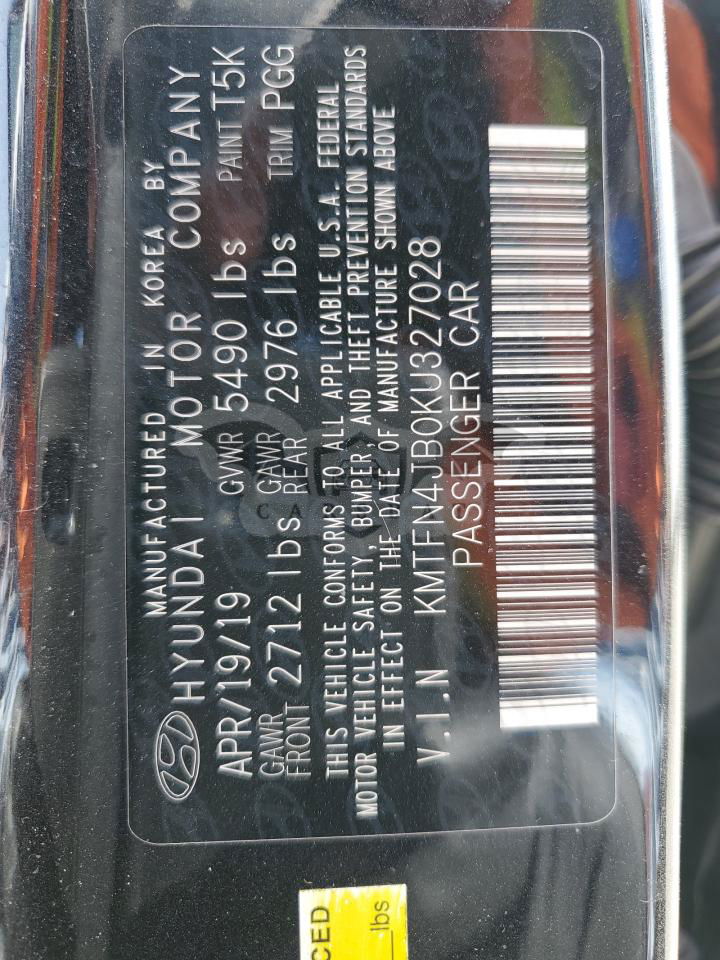 MANUFACTURED IN KOREA BY
HYUNDAI MOTOR COMPANY
APR/19/19 GVWR 5490 lbs PAINT T5K
GAWR FRONT 2712 lbs GAWR REAR 2976 lbs TRIM PGG
THIS VEHICLE CONFORMS TO ALL APPLICABLE U.S.A. FEDERAL
MOTOR VEHICLE SAFETY, BUMPER, AND THEFT PREVENTION STANDARDS
IN EFFECT ON THE DATE OF MANUFACTURE SHOWN ABOVE
V.I.N KMTFN4JB0KU327028
PASSENGER CAR
CED
lbs